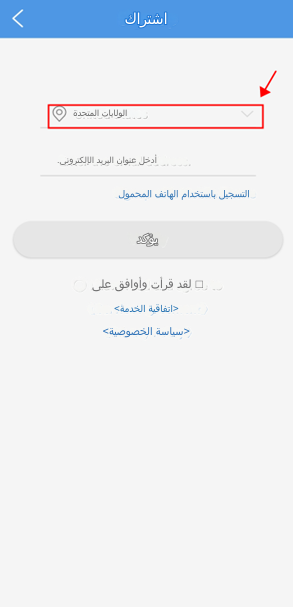 اشتراك
الولايات المتحدة
أدخل عنوان البريد الإلكتروني.
التسجيل باستخدام الهاتف المحمول
يؤكد
□ لقد قرأت وأوافق على
<اتفاقية الخدمة>
<سياسة الخصوصية>